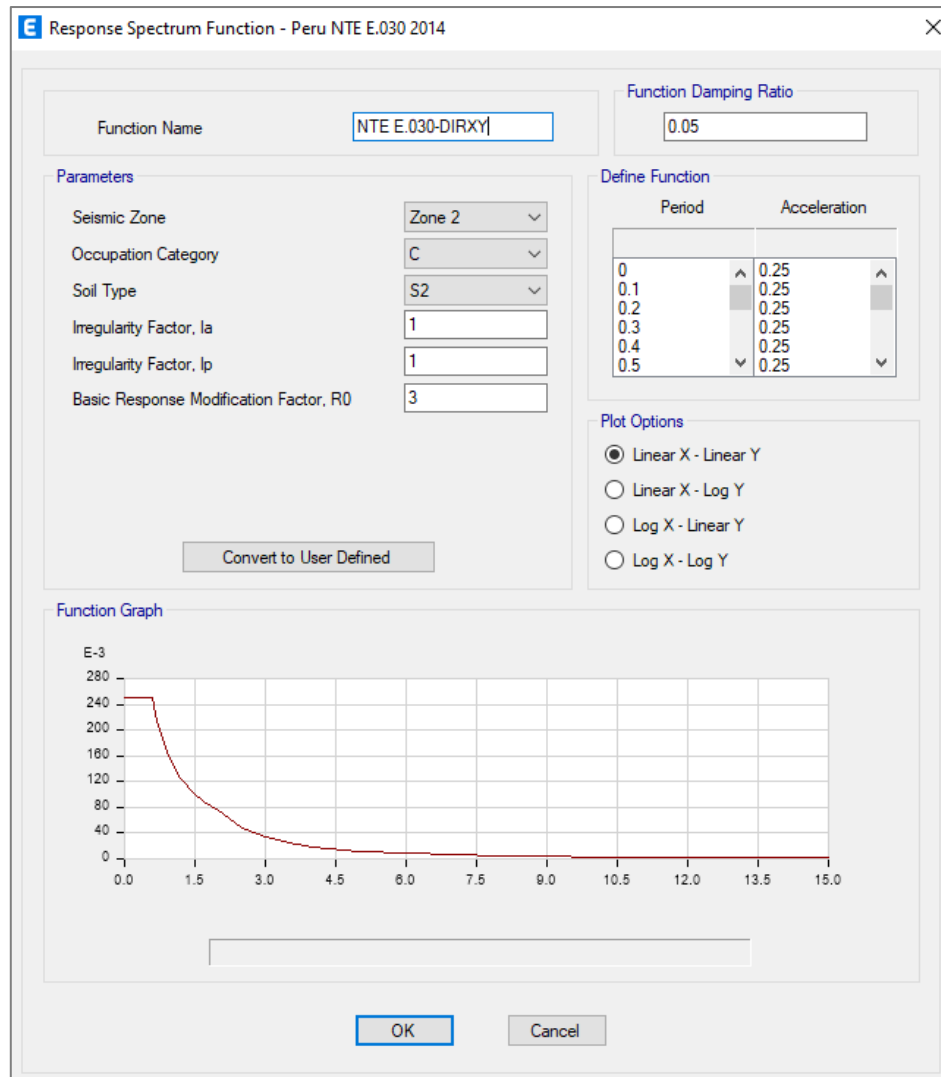 E Response Spectrum Function - Peru NTE E.030 2014
Function Name
NTE E.030-DIRXY
Function Damping Ratio
0.05
Parameters
Seismic Zone
Zone 2
Occupation Category
C
Soil Type
S2
Irregularity Factor, Ia
1
Irregularity Factor, Ip
1
Basic Response Modification Factor, R0
3
Convert to User Defined
Define Function
Period Acceleration
0 0.25
0.1 0.25
0.2 0.25
0.3 0.25
0.4 0.25
0.5 0.25
Plot Options
Linear X - Linear Y
Linear X - Log Y
Log X - Linear Y
Log X - Log Y
Function Graph
E-3
280
240
200
160
120
80
40
0
0.0 1.5 3.0 4.5 6.0 7.5 9.0 10.5 12.0 13.5 15.0
OK Cancel